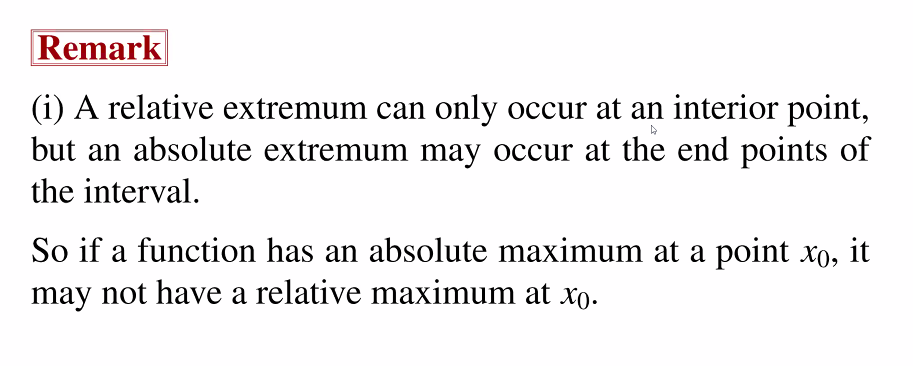 Remark
(i) A relative extremum can only occur at an interior point,
but an absolute extremum may occur at the end points of
the interval.
So if a function has an absolute maximum at a point x₀, it
may not have a relative maximum at x₀.